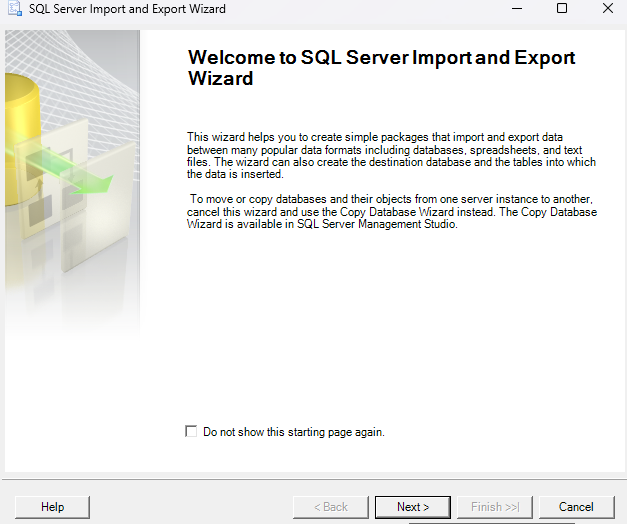 SQL Server Import and Export Wizard
Welcome to SQL Server Import and Export
Wizard
This wizard helps you to create simple packages that import and export data
between many popular data formats including databases, spreadsheets, and text
files. The wizard can also create the destination database and the tables into which
the data is inserted.
To move or copy databases and their objects from one server instance to another,
cancel this wizard and use the Copy Database Wizard instead. The Copy Database
Wizard is available in SQL Server Management Studio.
Do not show this starting page again.
Help
< Back
Next >
Finish >>|
Cancel